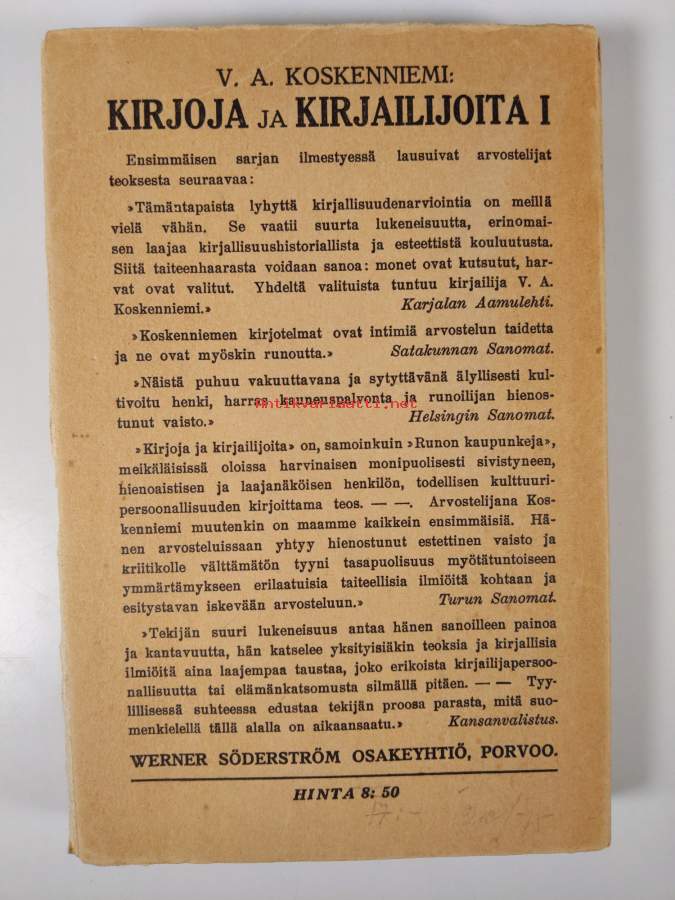 V. A. KOSKENNIEMI:
KIRJOJA JA KIRJAILIJOITA I
Ensimmäisen sarjan ilmestyessä lausuivat arvostelijat
teoksesta seuraavaa:
»Tämäntapaista lyhyttä kirjallisuudenarviointia on meillä
vielä vähän. Se vaatii suurta lukeneisuutta, erinomai-
sen laajaa kirjallisuushistoriallista ja esteettistä kouluutusta.
Siitä taiteenhaarasta voidaan sanoa: monet ovat kutsutut, har-
vat ovat valitut. Yhdeltä valituista tuntuu kirjailija V. A.
Koskenniemi.» Karjalan Aamulehti.
»Koskenniemen kirjotelmat ovat intimiä arvostelun taidetta
ja ne ovat myöskin runoutta.» Satakunnan Sanomat.
»Näistä puhuu vakuuttavana ja sytyttävänä älyllisesti kul-
tivoitu henki, harras kauneuspalvonta ja runoilijan hienos-
antikvariaatti.net
tunut vaisto.» Helsingin Sanomat.
»Kirjoja ja kirjailijoita» on, samoinkuin »Runon kaupunkeja»,
meikäläisissä oloissa harvinaisen monipuolisesti sivistyneen,
hienoaistisen ja laajanäköisen henkilön, todellisen kulttuuri-
persoonallisuuden kirjoittama teos. — —. Arvostelijana Kos-
kenniemi muutenkin on maamme kaikkein ensimmäisiä. Hä-
nen arvosteluissaan yhtyy hienostunut estettinen vaisto ja
kriitikolle välttämätön tyyni tasapuolisuus myötätuntoiseen
ymmärtämykseen erilaatuisia taiteellisia ilmiöitä kohtaan ja
esitystavan iskevään arvosteluun.» Turun Sanomat.
»Tekijän suuri lukeneisuus antaa hänen sanoilleen painoa
ja kantavuutta, hän katselee yksityisiäkin teoksia ja kirjallisia
ilmiöitä aina laajempaa taustaa, joko erikoista kirjailijapersoo-
nallisuutta tai elämänkatsomusta silmällä pitäen. — — Tyy-
lillisessä suhteessa edustaa tekijän proosa parasta, mitä suo-
menkielellä tällä alalla on aikaansaatu.» Kansanvalistus.
WERNER SÖDERSTRÖM OSAKEYHTIÖ, PORVOO.
HINTA 8: 50